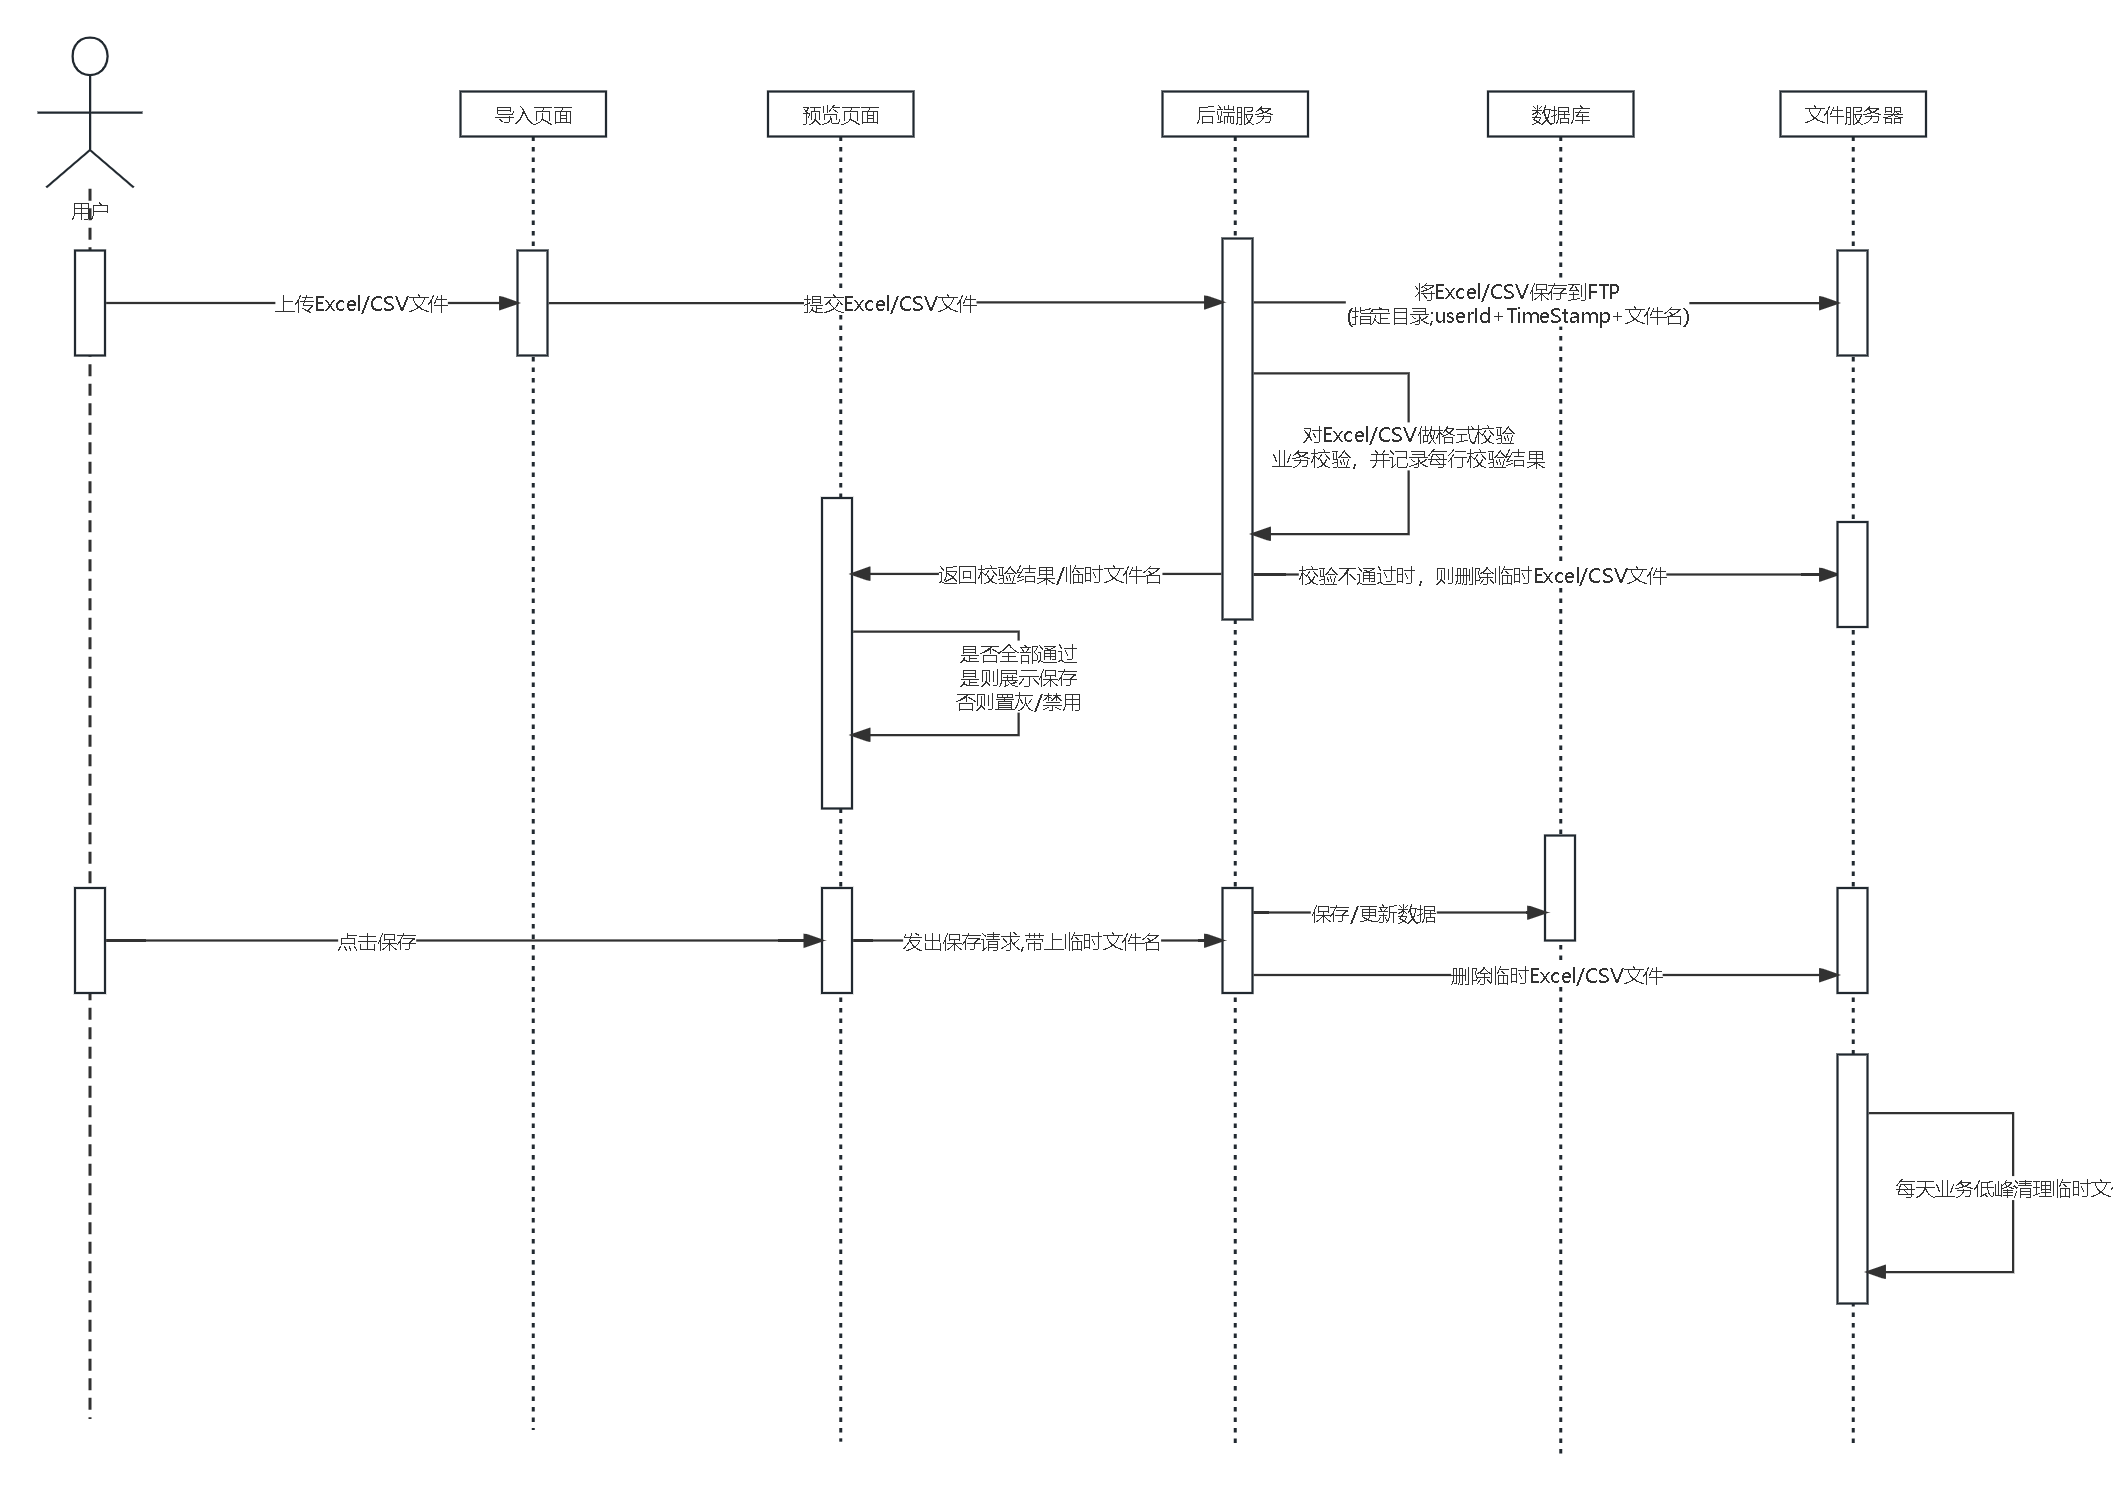 导入页面
预览页面
后端服务
数据库
文件服务器
用户
上传Excel/CSV文件
提交Excel/CSV文件
将Excel/CSV保存到FTP
(指定目录;userId+TimeStamp+文件名)
对Excel/CSV做格式校验
业务校验，并记录每行校验结果
返回校验结果/临时文件名
校验不通过时，则删除临时Excel/CSV文件
是否全部通过
是则展示保存
否则置灰/禁用
保存/更新数据
点击保存
发出保存请求,带上临时文件名
删除临时Excel/CSV文件
每天业务低峰清理临时文